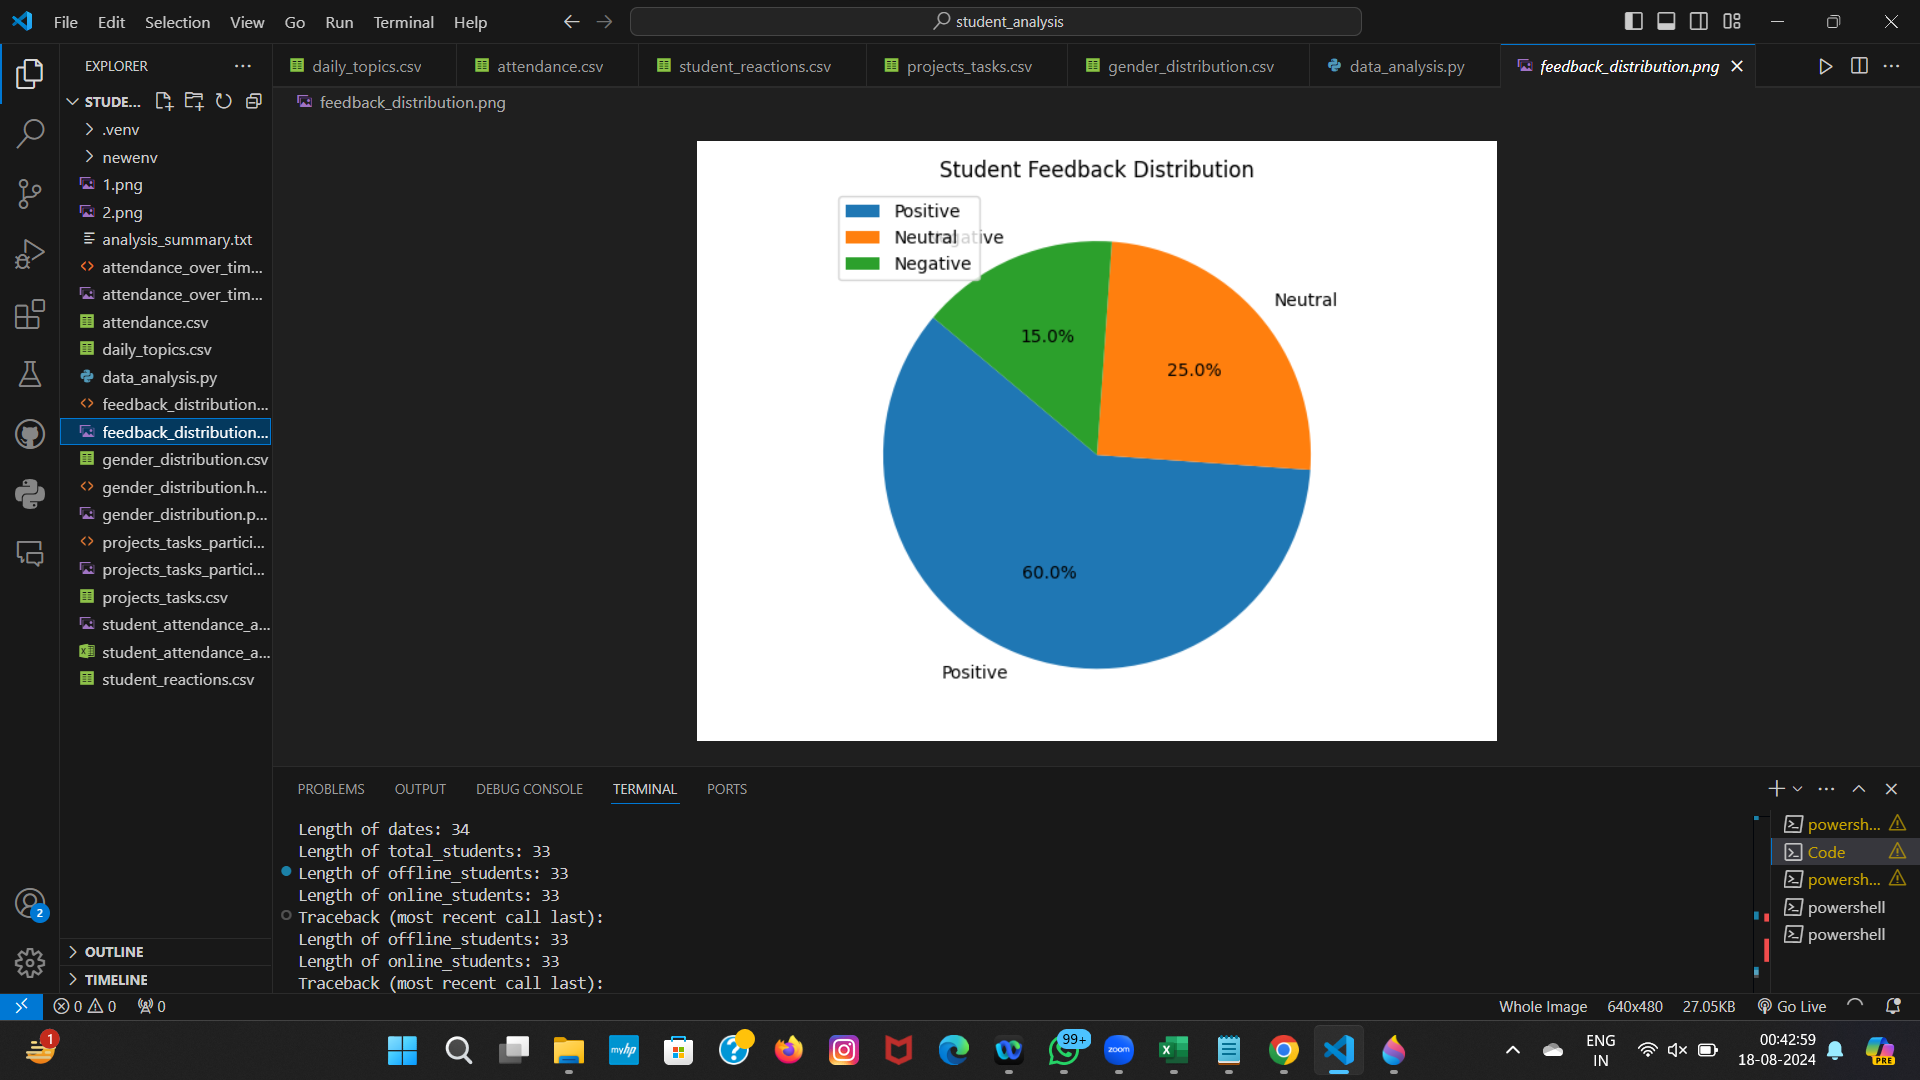 File Edit Selection View Go Run Terminal Help
student_analysis
EXPLORER
daily_topics.csv
attendance.csv
student_reactions.csv
projects_tasks.csv
gender_distribution.csv
data_analysis.py
feedback_distribution.png
STUDE...
feedback_distribution.png
.venv
newenv
1.png
2.png
analysis_summary.txt
attendance_over_tim...
attendance_over_tim...
attendance.csv
daily_topics.csv
data_analysis.py
feedback_distribution...
feedback_distribution...
gender_distribution.csv
gender_distribution.h...
gender_distribution.p...
projects_tasks_partici...
projects_tasks_partici...
projects_tasks.csv
student_attendance_a...
student_attendance_a...
student_reactions.csv
OUTLINE
TIMELINE
Student Feedback Distribution
Positive
Neutral
Negative
Neutral
15.0%
25.0%
60.0%
Positive
PROBLEMS OUTPUT DEBUG CONSOLE TERMINAL PORTS
Length of dates: 34
Length of total_students: 33
Length of offline_students: 33
Length of online_students: 33
Traceback (most recent call last):
Length of offline_students: 33
Length of online_students: 33
Traceback (most recent call last):
powersh...
Code
powersh...
powershell
powershell
2
0 0 0
Whole Image 640x480 27.05KB Go Live
1
myhp
99+
zoom
ENG
IN
00:42:59
18-08-2024
PRE